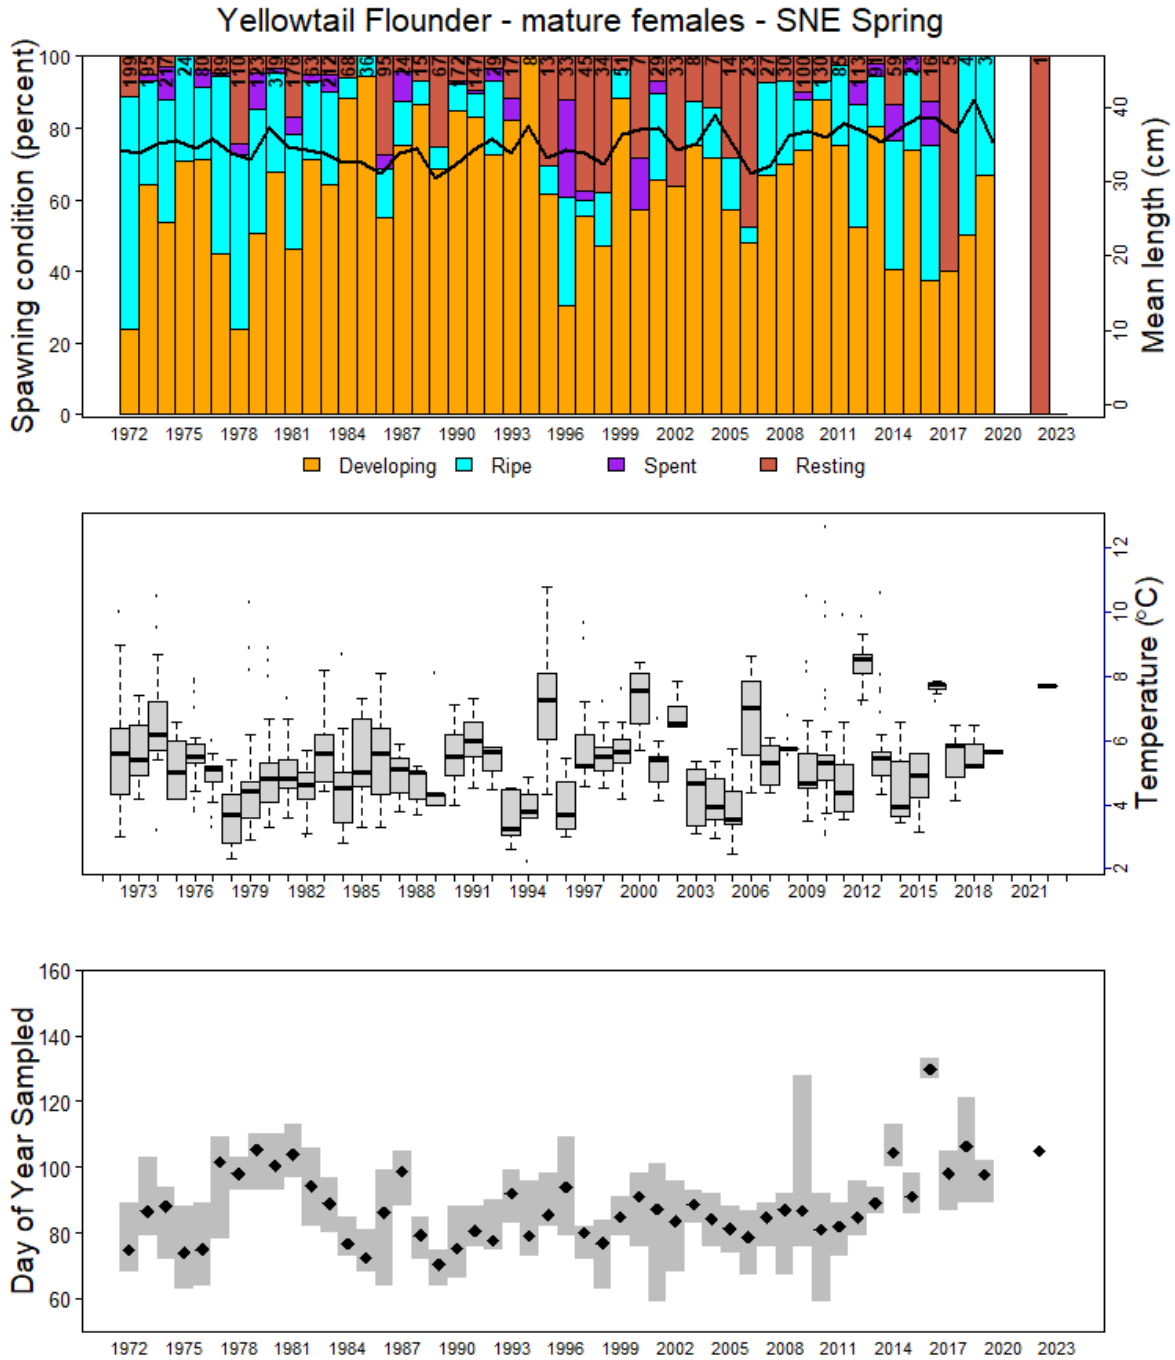 Yellowtail Flounder - mature females - SNE Spring
Spawning condition (percent)
100
80
60
40
20
0
Mean length (cm)
40
30
20
10
0
1972 1975 1978 1981 1984 1987 1990 1993 1996 1999 2002 2005 2008 2011 2014 2017 2020 2023
Developing Ripe Spent Resting
Temperature (°C)
12
10
8
6
4
2
1973 1976 1979 1982 1985 1988 1991 1994 1997 2000 2003 2006 2009 2012 2015 2018 2021
Day of Year Sampled
160
140
120
100
80
60
1972 1975 1978 1981 1984 1987 1990 1993 1996 1999 2002 2005 2008 2011 2014 2017 2020 2023